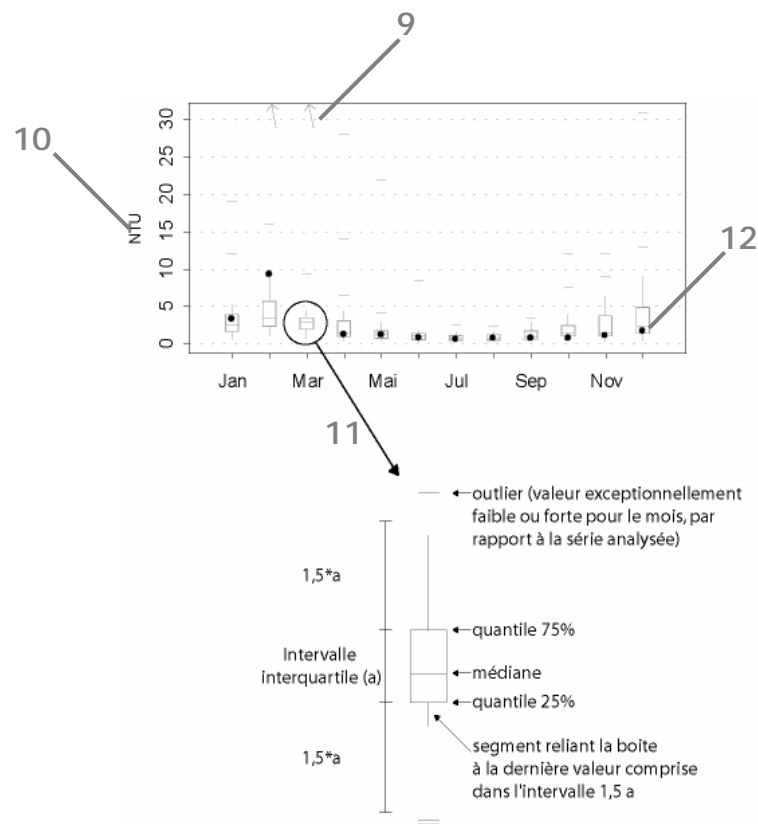 9
10
12
30
25
20
15
10
5
0
NTU
Jan
Mar
Mai
Jul
Sep
Nov
11
outlier (valeur exceptionnellement
faible ou forte pour le mois, par
rapport à la série analysée)
1,5*a
quantile 75%
Intervalle
interquartile (a)
médiane
quantile 25%
segment reliant la boite
à la dernière valeur comprise
dans l'intervalle 1,5 a
1,5*a